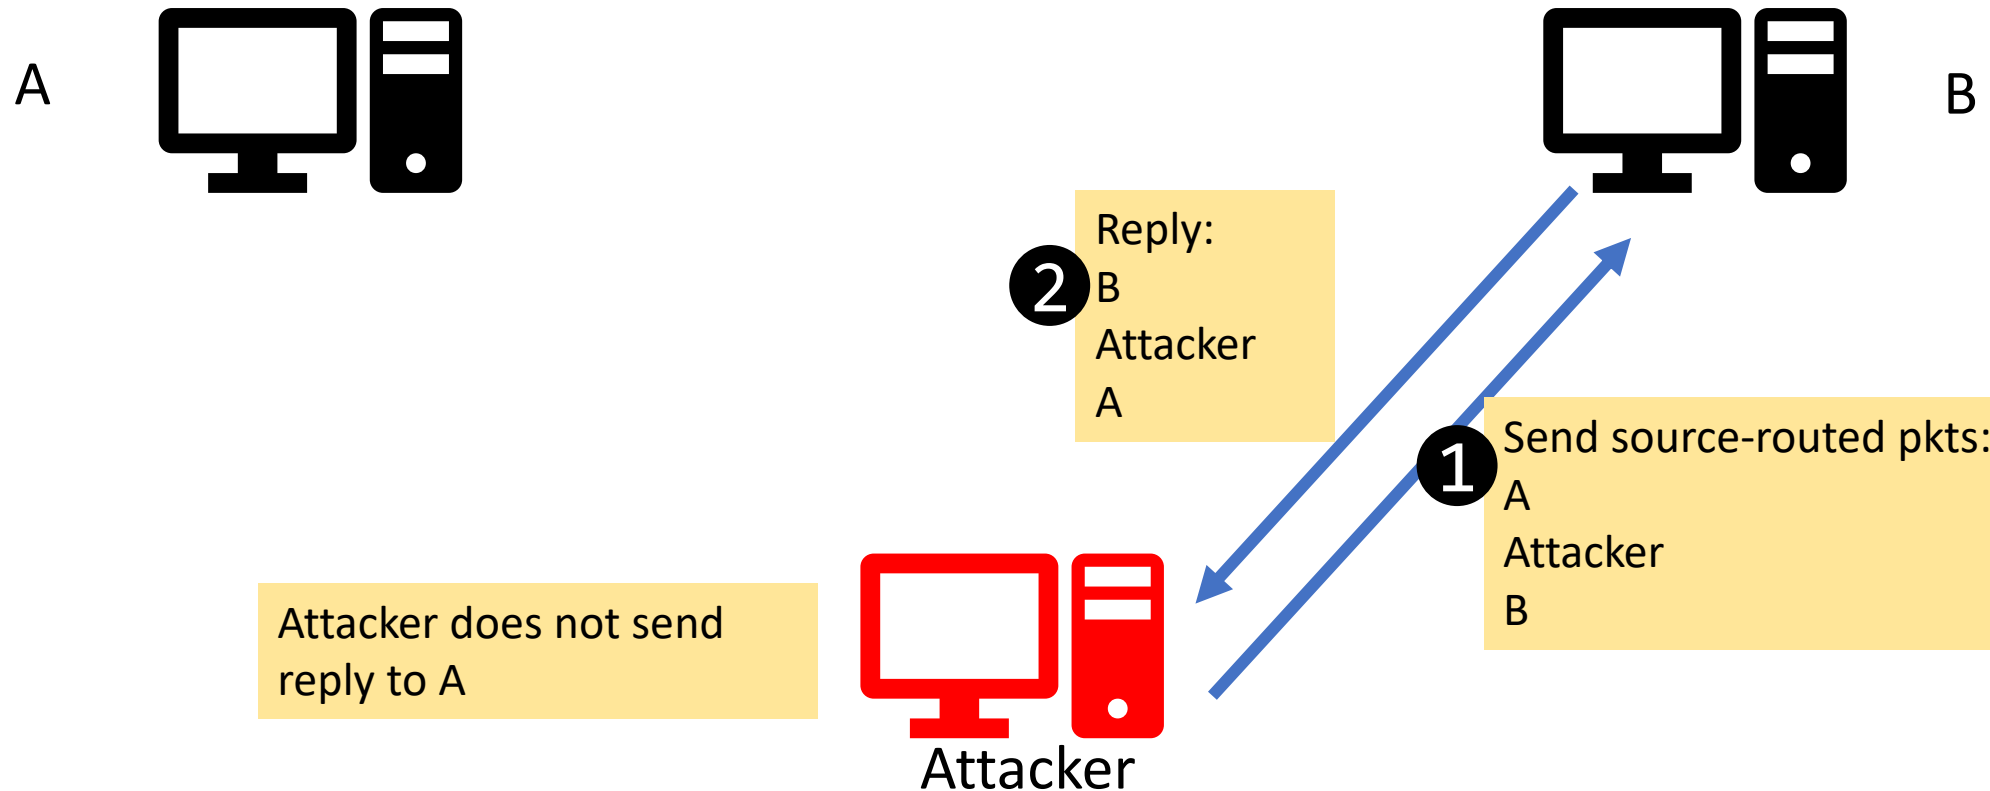 A
B
2
Reply:
B
Attacker
A
1
Send source-routed pkts:
A
Attacker
B
Attacker does not send
reply to A
Attacker